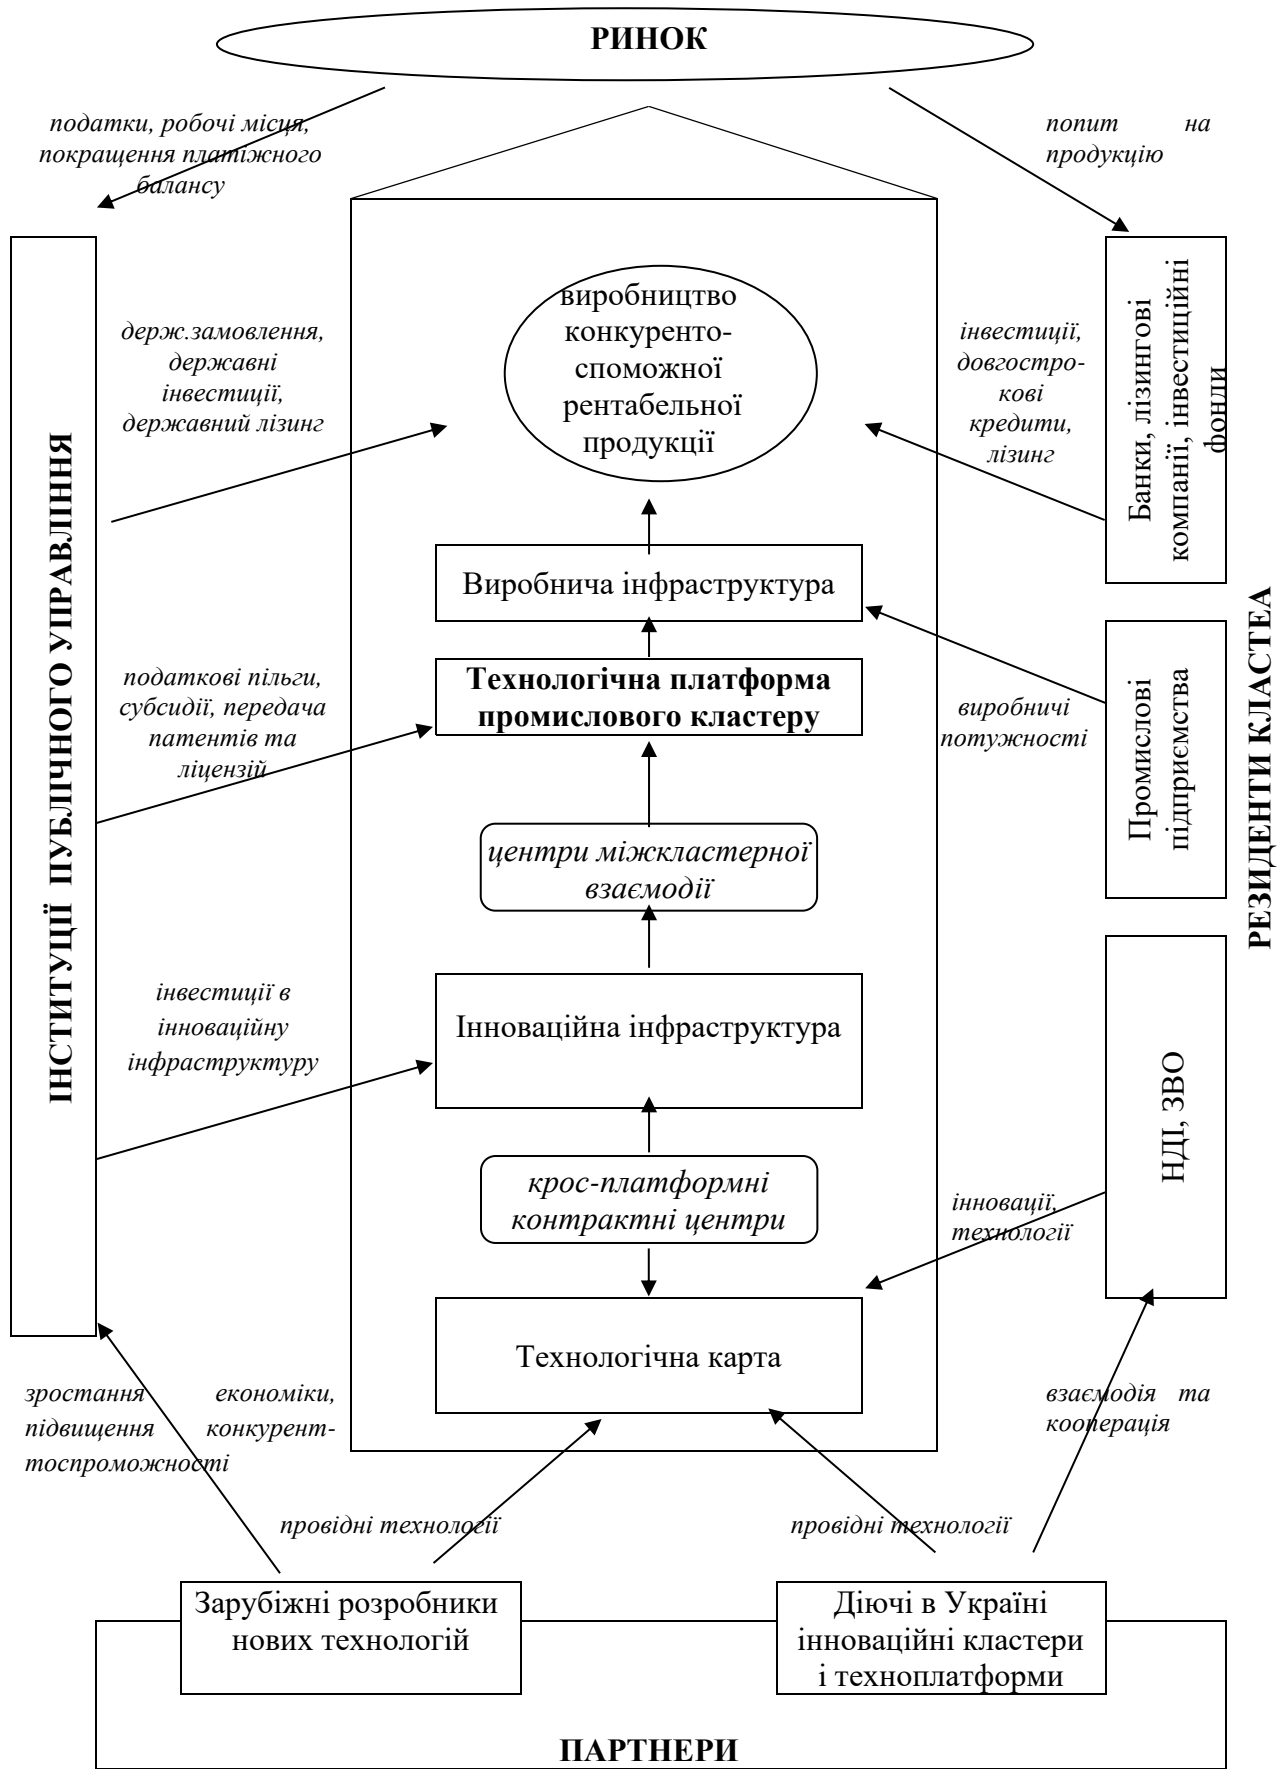 РИНОК
податки, робочі місця,
покращення платіжного
балансу
попит на
продукцію
ІНСТИТУЦІЇ ПУБЛІЧНОГО УПРАВЛІННЯ
держ.замовлення,
державні
інвестиції,
державний лізинг
виробництво
конкуренто-
споможної
рентабельної
продукції
інвестиції,
довгостро-
кові
кредити,
лізинг
Банки, лізингові
компанії, інвестиційні
фонли
Виробнича інфраструктура
податкові пільги,
субсидії, передача
патентів та
ліцензій
Технологічна платформа
промислового кластеру
виробничі
потужності
Промислові
підприємства
РЕЗИДЕНТИ КЛАСТЕА
центри міжкластерної
взаємодії
інвестиції в
інноваційну
інфраструктуру
Інноваційна інфраструктура
НДІ, ЗВО
крос-платформні
контрактні центри
інновації,
технології
Технологічна карта
зростання економіки,
підвищення конкурент-
тоспроможності
взаємодія та
кооперація
провідні технології
провідні технології
Зарубіжні розробники
нових технологій
Діючі в Україні
інноваційні кластери
і техноплатформи
ПАРТНЕРИ